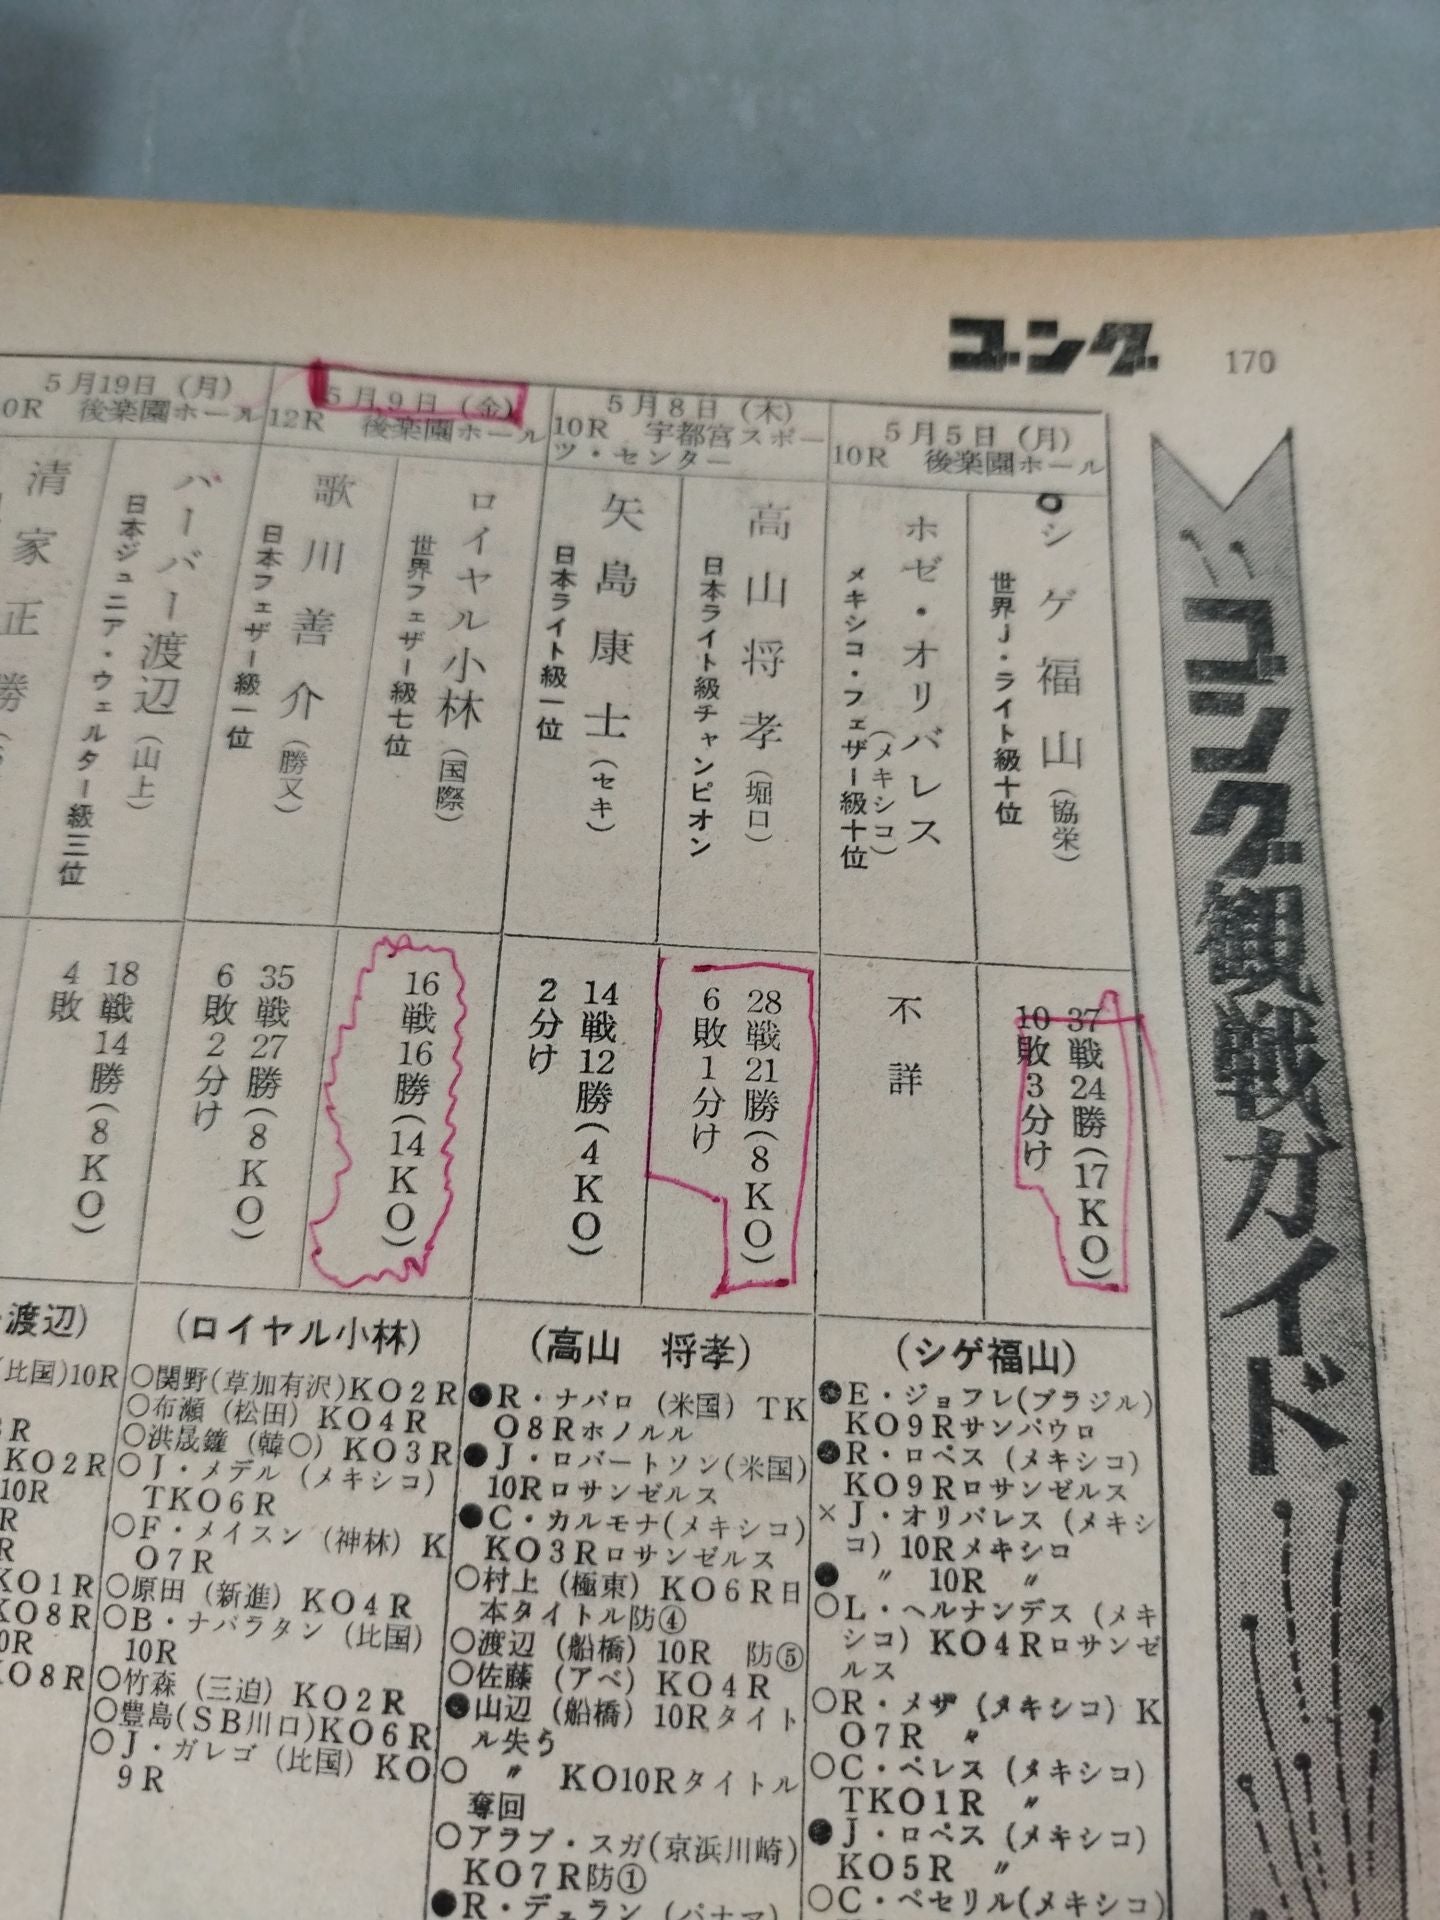 コング 170
ゴング観戦ガイド
5月5日（月）
10R 後楽園ホール
シゲ福山（協栄）
世界J・ライト級十位
ホゼ・オリバレス（メキシコ）
メキシコ・フェザー級十位
37戦24勝(17KO)
10敗3分け
不詳
(シゲ福山)
●E・ジョフレ(ブラジル)
KO9Rサンパウロ
●R・ロペス(メキシコ)
KO9Rロサンゼルス
×J・オリバレス(メキシ
コ) 10Rメキシコ
● 〃 10R 〃
○L・ヘルナンデス(メキ
シコ) KO4Rロサンゼ
ルス
○R・メザ(メキシコ) K
O7R 〃
○C・ペレス(メキシコ)
TKO1R 〃
●J・ロペス(メキシコ)
KO5R 〃
○C・ベセリル(メキシコ)
5月8日（木）
10R 宇都宮スポー
ツ・センター
高山将孝（堀口）
日本ライト級チャンピオン
矢島康士（セキ）
日本ライト級一位
28戦21勝(8KO)
6敗1分け
14戦12勝(4KO)
2分け
(高山 将孝)
●R・ナバロ(米国) TK
O8Rホノルル
●J・ロバートソン(米国)
10Rロサンゼルス
●C・カルモナ(メキシコ)
KO3Rロサンゼルス
○村上(極東) KO6R日
本タイトル防④
○渡辺(船橋) 10R 防⑤
○佐藤(アベ) KO4R
●山辺(船橋) 10Rタイト
ル失う
○ 〃 KO10Rタイトル
奪回
○アラブ・スガ(京浜川崎)
KO7R防①
●R・デュラン(パナマ)
5月9日（金）
12R 後楽園ホール
ロイヤル小林（国際）
世界フェザー級七位
歌川善介（勝又）
日本フェザー級一位
16戦16勝(14KO)
35戦27勝(8KO)
6敗2分け
(ロイヤル小林)
○関野(草加有沢)KO2R
○布瀬(松田) KO4R
○洪晟鐘(韓○) KO3R
○J・メデル(メキシコ)
TKO6R
○F・メイスン(神林) K
O7R
○原田(新進) KO4R
○B・ナバラタン(比国)
10R
○竹森(三迫) KO2R
○豊島(SB川口)KO6R
○J・ガレゴ(比国) KO
9R
5月19日（月）
0R 後楽園ホール
バーバー渡辺（山上）
日本ジュニア・ウェルター級三位
清家正勝
18戦14勝(8KO)
4敗
渡辺)
(比国)10R
R
KO2R
10R
R
R
KO1R
KO8R
0R
KO8R